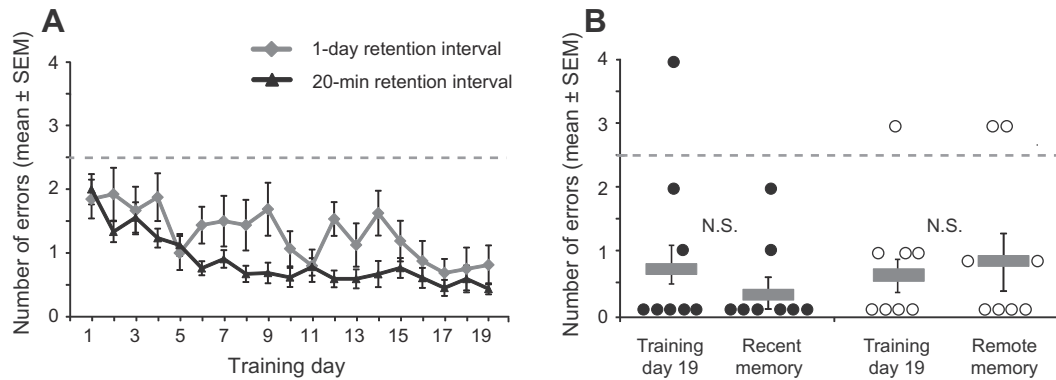 A
Number of errors (mean ± SEM)
4
3
2
1
0
1-day retention interval
20-min retention interval
1 3 5 7 9 11 13 15 17 19
Training day
B
Number of errors (mean ± SEM)
4
3
2
1
0
N.S. N.S.
Training
day 19
Recent
memory
Training
day 19
Remote
memory